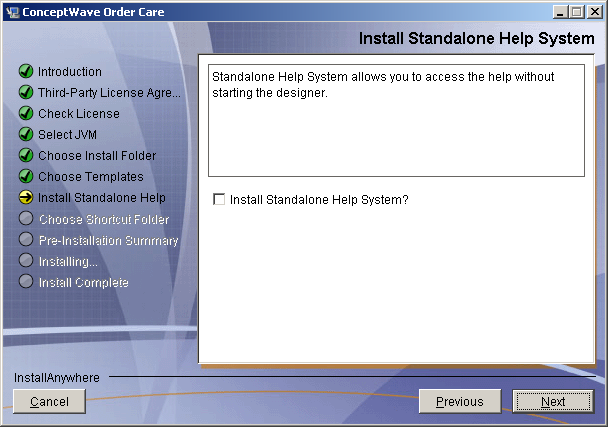 ConceptWave Order Care
Install Standalone Help System
Introduction
Third-Party License Agre...
Check License
Select JVM
Choose Install Folder
Choose Templates
Install Standalone Help
Choose Shortcut Folder
Pre-Installation Summary
Installing...
Install Complete
Standalone Help System allows you to access the help without
starting the designer.
Install Standalone Help System?
InstallAnywhere
Cancel
Previous
Next